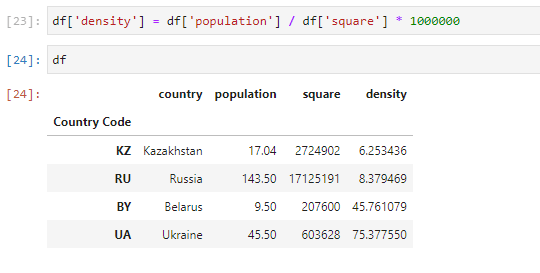 [23]: df['density'] = df['population'] / df['square'] * 1000000
[24]: df
[24]:
country population square density
Country Code
KZ Kazakhstan 17.04 2724902 6.253436
RU Russia 143.50 17125191 8.379469
BY Belarus 9.50 207600 45.761079
UA Ukraine 45.50 603628 75.377550